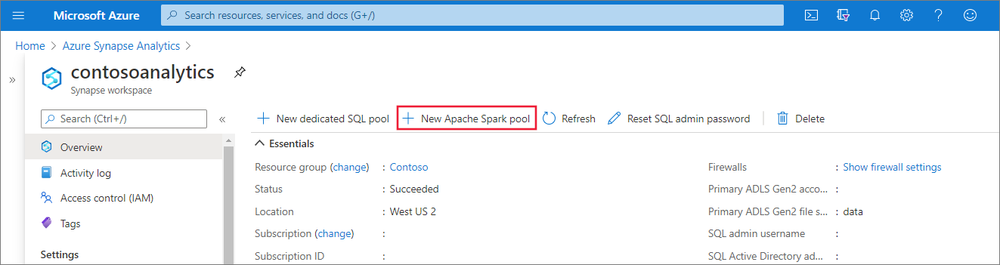 Microsoft Azure
Search resources, services, and docs (G+/)
Home > Azure Synapse Analytics >
contosoanalytics
Synapse workspace
Search (Ctrl+/)
Overview
Activity log
Access control (IAM)
Tags
Settings
New dedicated SQL pool
New Apache Spark pool
Refresh
Reset SQL admin password
Delete
Essentials
Resource group (change) : Contoso
Status : Succeeded
Location : West US 2
Subscription (change) :
Subscription ID :
Firewalls : Show firewall settings
Primary ADLS Gen2 acco... :
Primary ADLS Gen2 file s... : data
SQL admin username :
SQL Active Directory ad... :